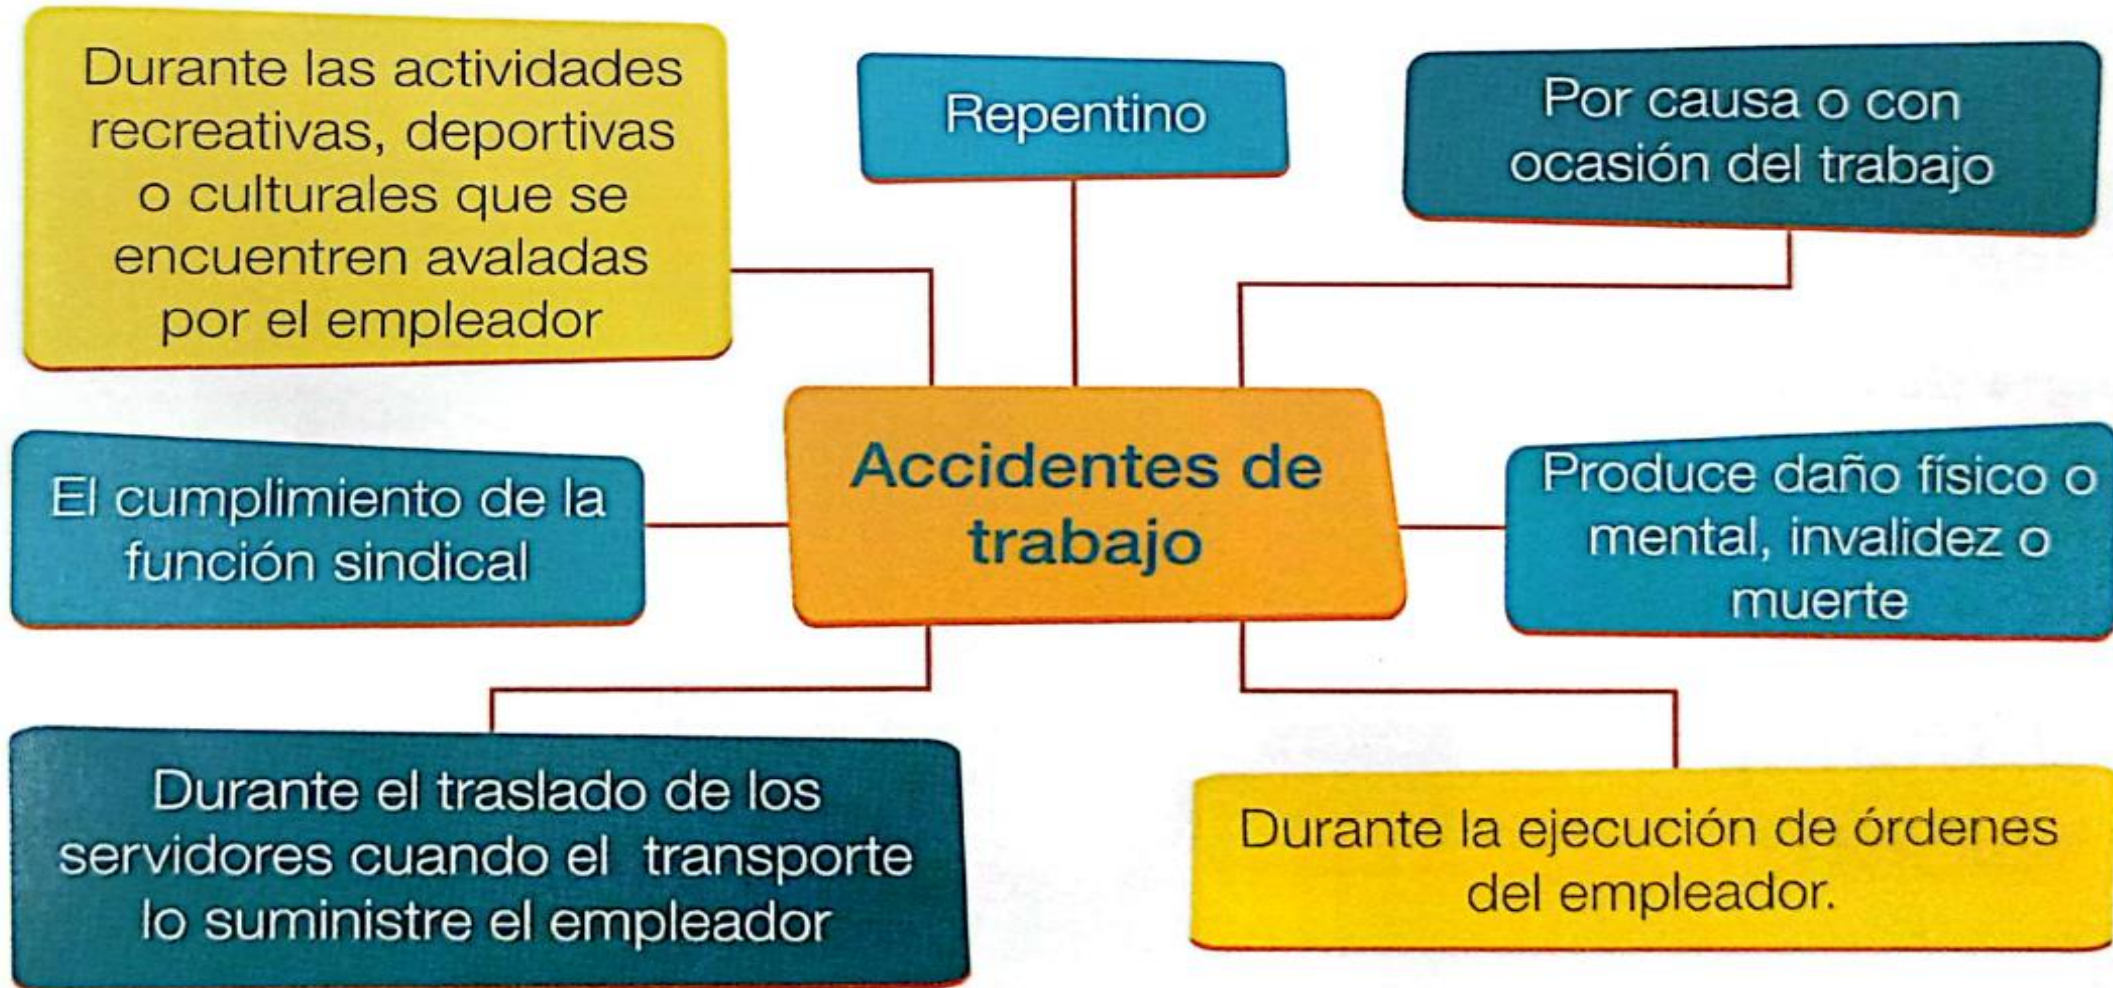 Durante las actividades
recreativas, deportivas
o culturales que se
encuentren avaladas
por el empleador
Repentino
Por causa o con
ocasión del trabajo
Accidentes de
trabajo
El cumplimiento de la
función sindical
Produce daño físico o
mental, invalidez o
muerte
Durante el traslado de los
servidores cuando el transporte
lo suministre el empleador
Durante la ejecución de órdenes
del empleador.